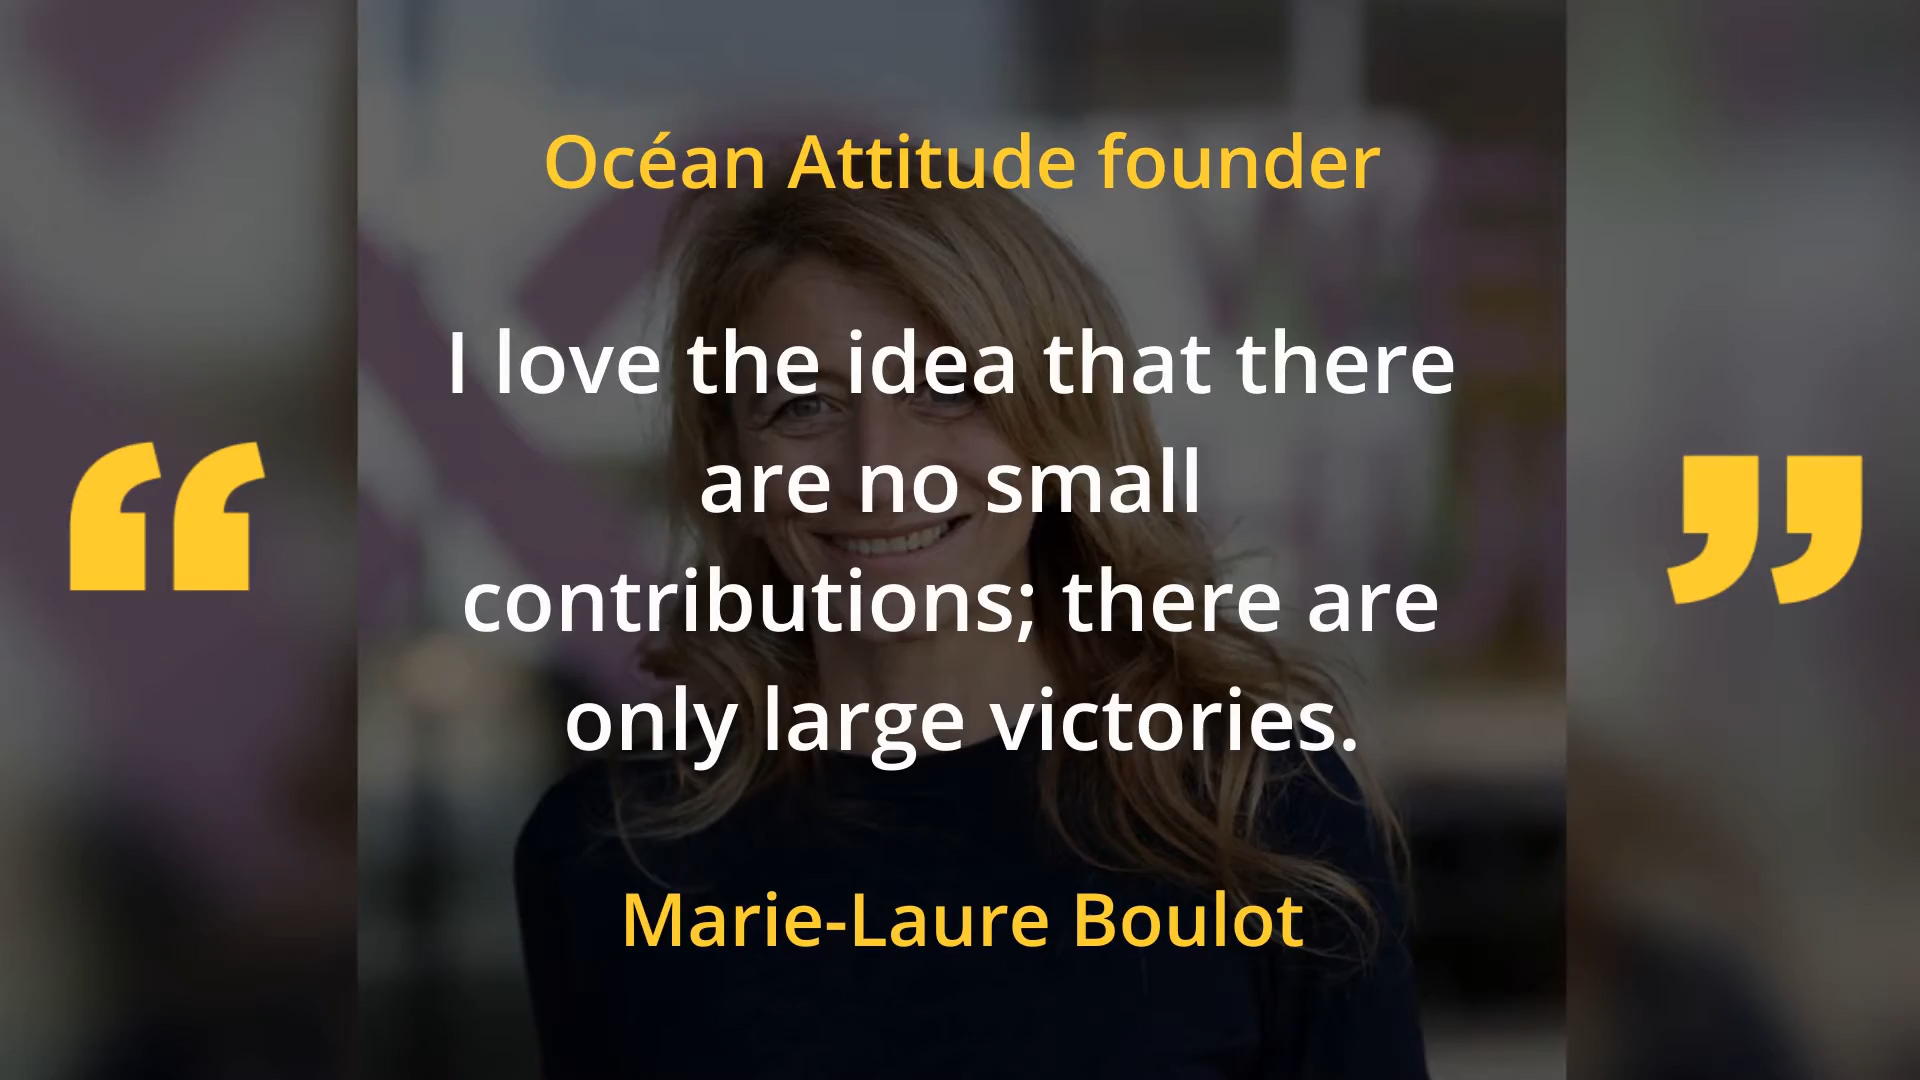 Océan Attitude founder
“
I love the idea that there
are no small
contributions; there are
only large victories.
”
Marie-Laure Boulot